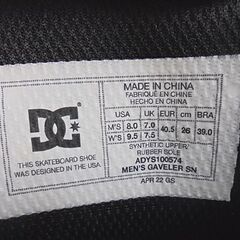 MADE IN CHINA
FABRIQUÉ EN CHINE
HECHO EN CHINA
USA UK EUR cm BRA
M'S 8.0 7.0 40.5 26 39.0
W'S 9.5 7.5
DC
THIS SKATEBOARD SHOE
WAS DESIGNED IN THE USA
SYNTHETIC UPPER/
RUBBER SOLE
ADYS100574
MEN'S GAVELER SN
APR 22 GS